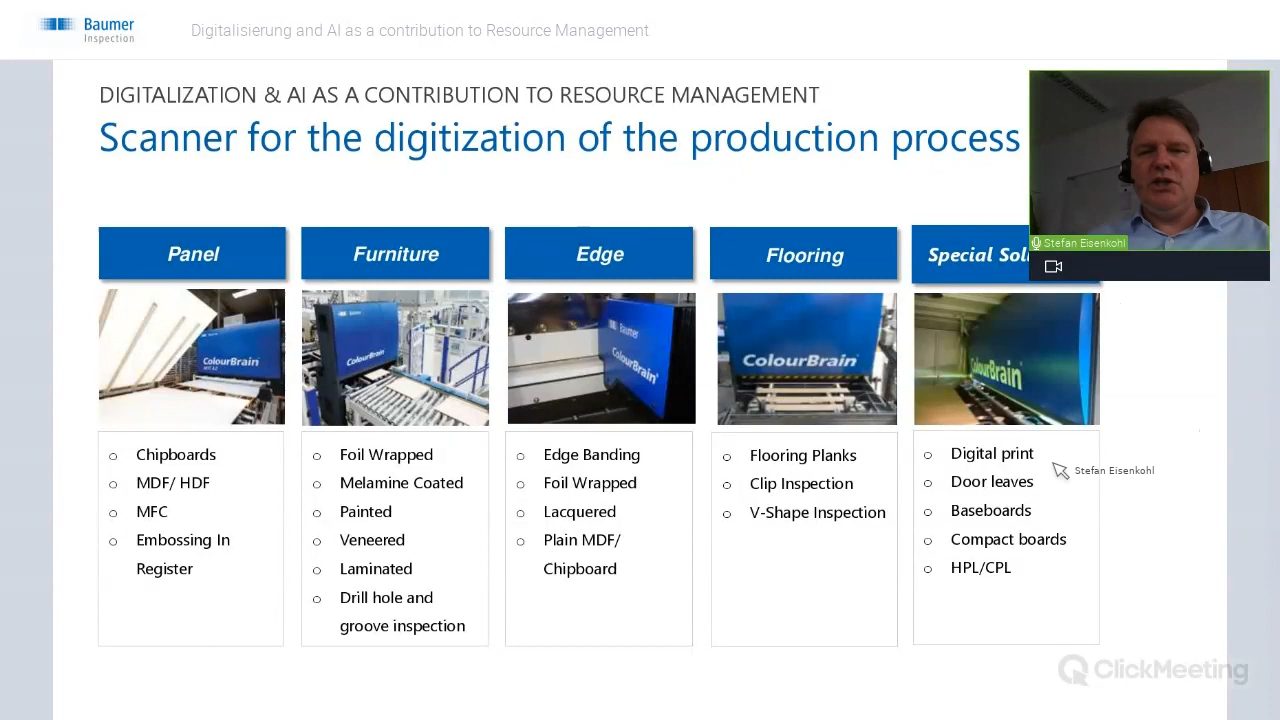 Baumer
Inspection
Digitalisierung and AI as a contribution to Resource Management
DIGITALIZATION & AI AS A CONTRIBUTION TO RESOURCE MANAGEMENT
Scanner for the digitization of the production process
Stefan Eisenkohl
Panel
Furniture
Edge
Flooring
Special
ColourBrain
ColourBrain
Baumer
ColourBrain
ColourBrain
ColourBrain
Chipboards
MDF/ HDF
MFC
Embossing In
Register
Foil Wrapped
Melamine Coated
Painted
Veneered
Laminated
Drill hole and
groove inspection
Edge Banding
Foil Wrapped
Lacquered
Plain MDF/
Chipboard
Flooring Planks
Clip Inspection
V-Shape Inspection
Digital print
Door leaves
Baseboards
Compact boards
HPL/CPL
Stefan Eisenkohl
ClickMeeting